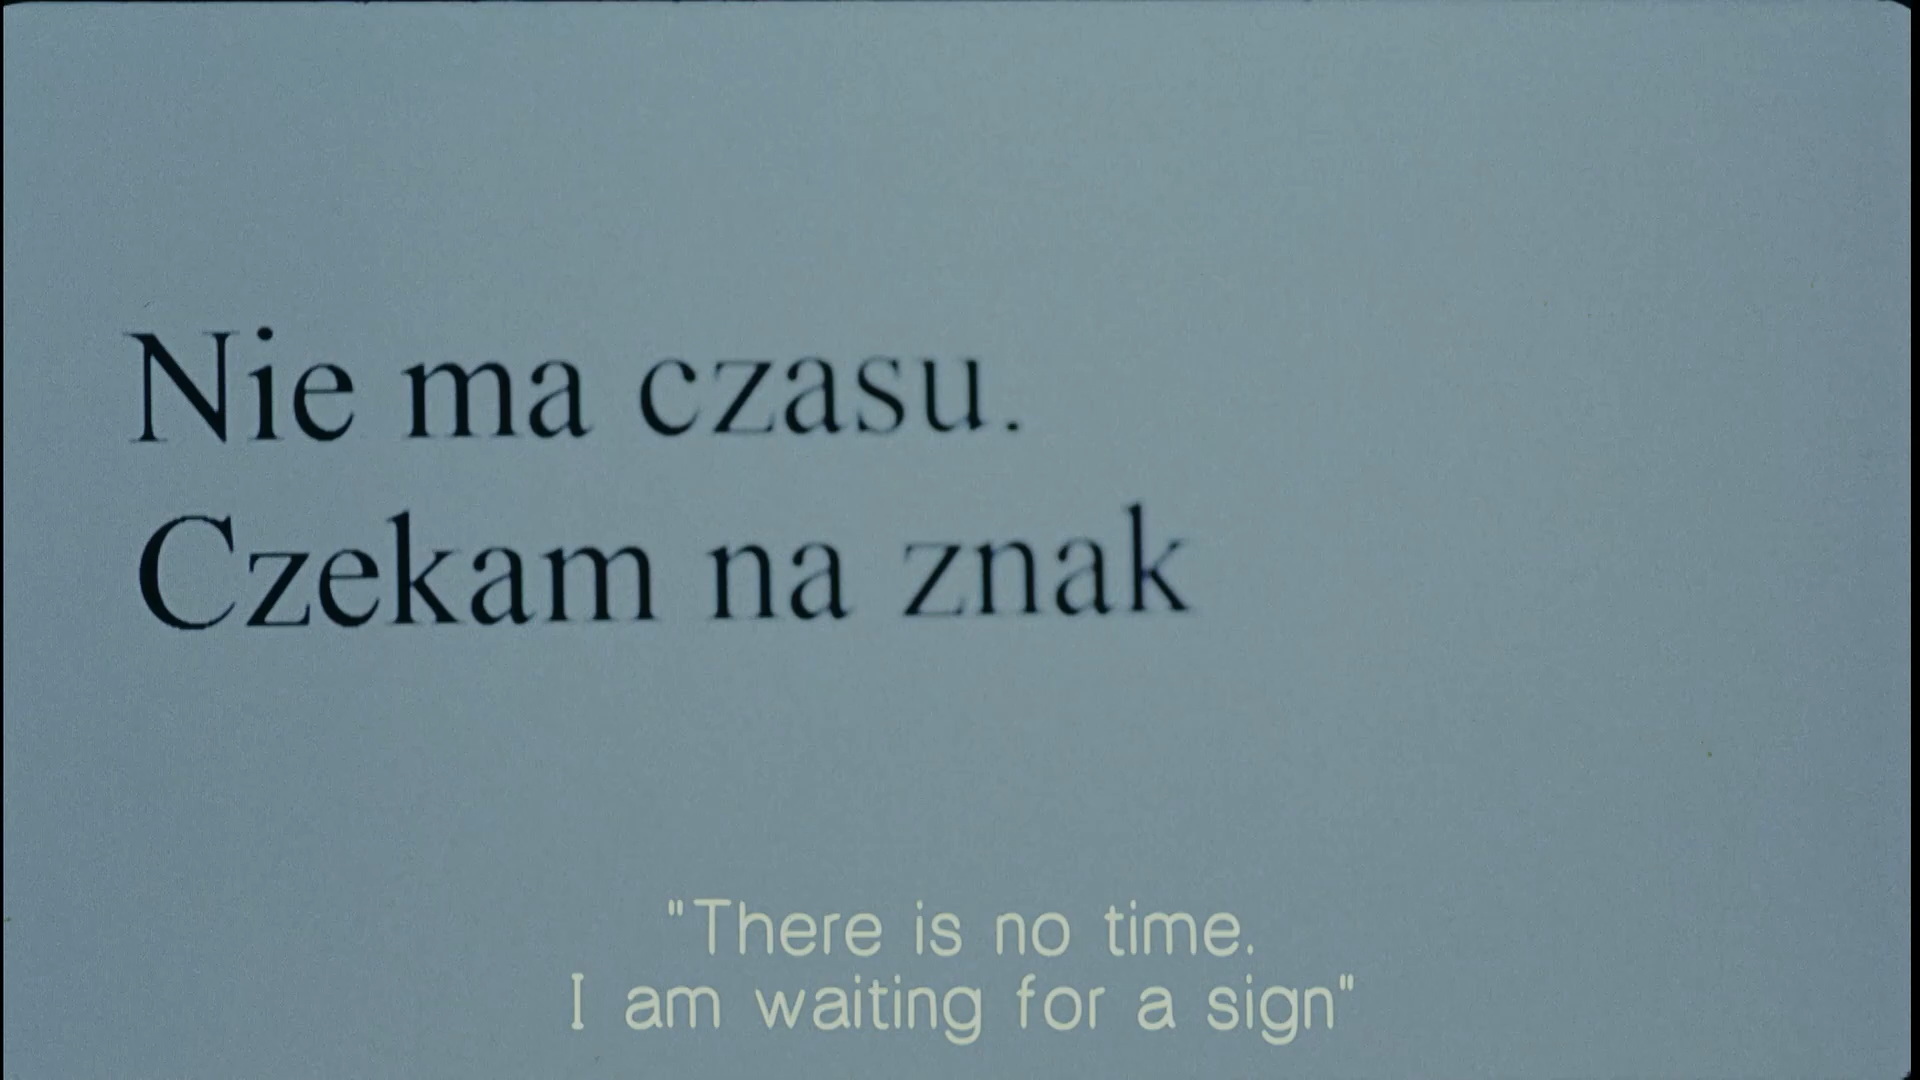 Nie ma czasu.
Czekam na znak
"There is no time.
I am waiting for a sign"